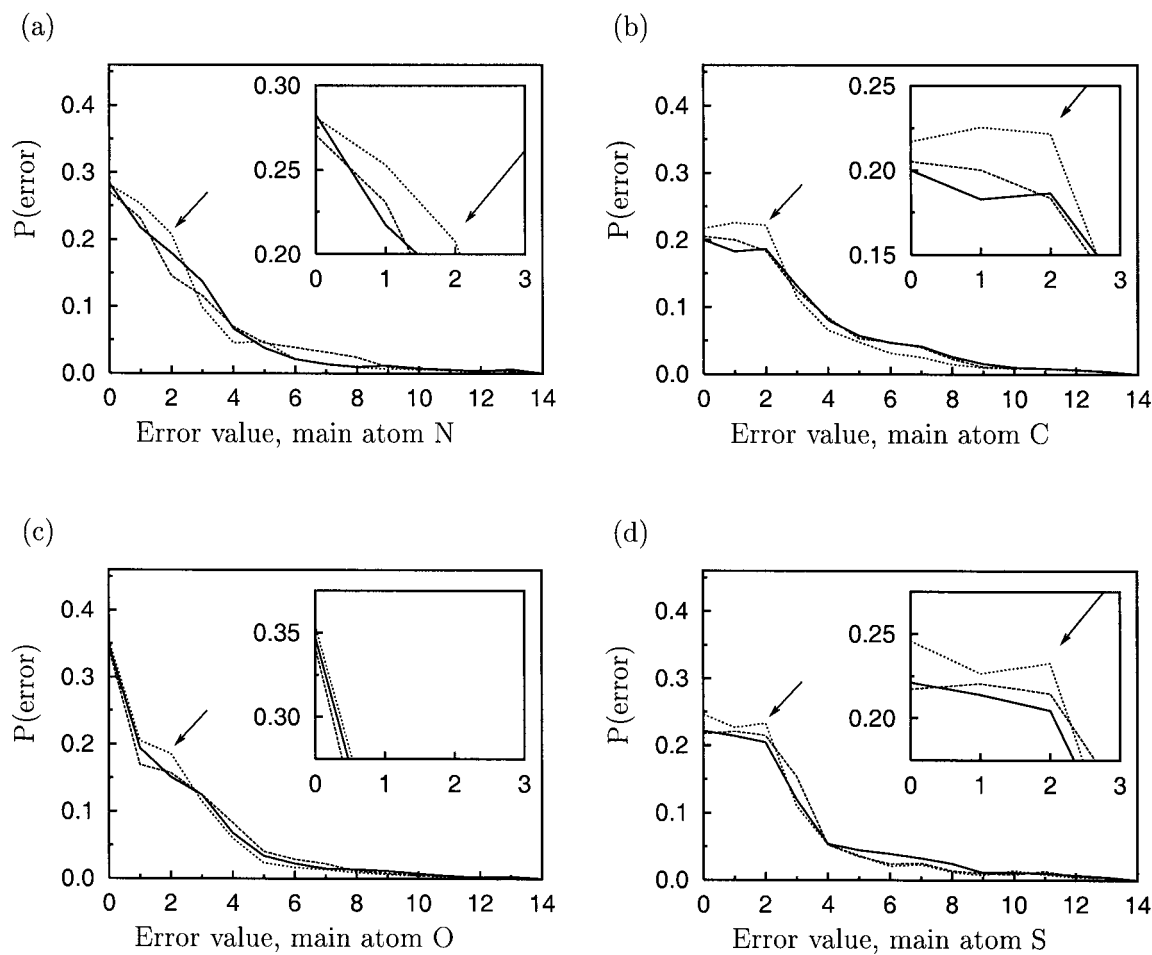 (a)
0.4
0.3
0.2
0.1
0.0
P(error)
0.30
0.25
0.20
0 1 2 3
0 2 4 6 8 10 12 14
Error value, main atom N
(b)
0.4
0.3
0.2
0.1
0.0
P(error)
0.25
0.20
0.15
0 1 2 3
0 2 4 6 8 10 12 14
Error value, main atom C
(c)
0.4
0.3
0.2
0.1
0.0
P(error)
0.35
0.30
0 1 2 3
0 2 4 6 8 10 12 14
Error value, main atom O
(d)
0.4
0.3
0.2
0.1
0.0
P(error)
0.25
0.20
0 1 2 3
0 2 4 6 8 10 12 14
Error value, main atom S